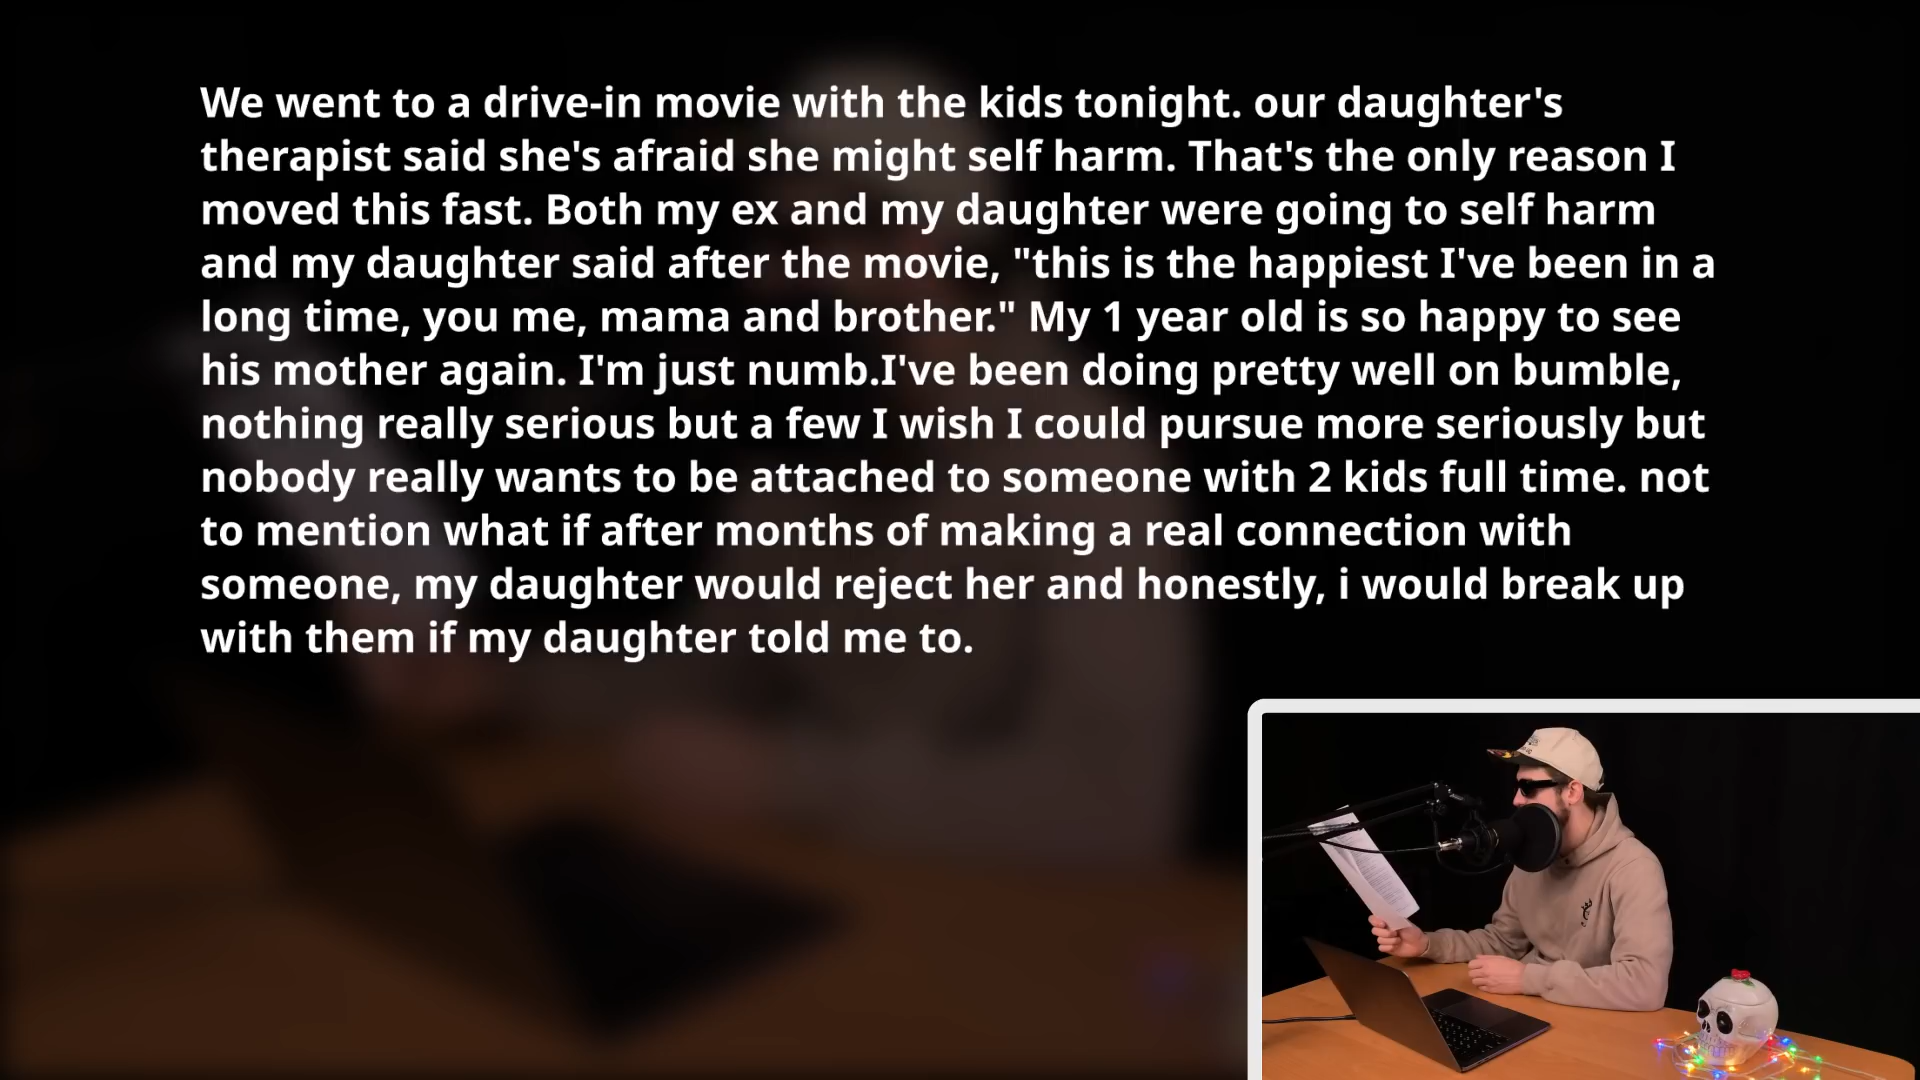 We went to a drive-in movie with the kids tonight. our daughter's
therapist said she's afraid she might self harm. That's the only reason I
moved this fast. Both my ex and my daughter were going to self harm
and my daughter said after the movie, "this is the happiest I've been in a
long time, you me, mama and brother." My 1 year old is so happy to see
his mother again. I'm just numb.I've been doing pretty well on bumble,
nothing really serious but a few I wish I could pursue more seriously but
nobody really wants to be attached to someone with 2 kids full time. not
to mention what if after months of making a real connection with
someone, my daughter would reject her and honestly, i would break up
with them if my daughter told me to.